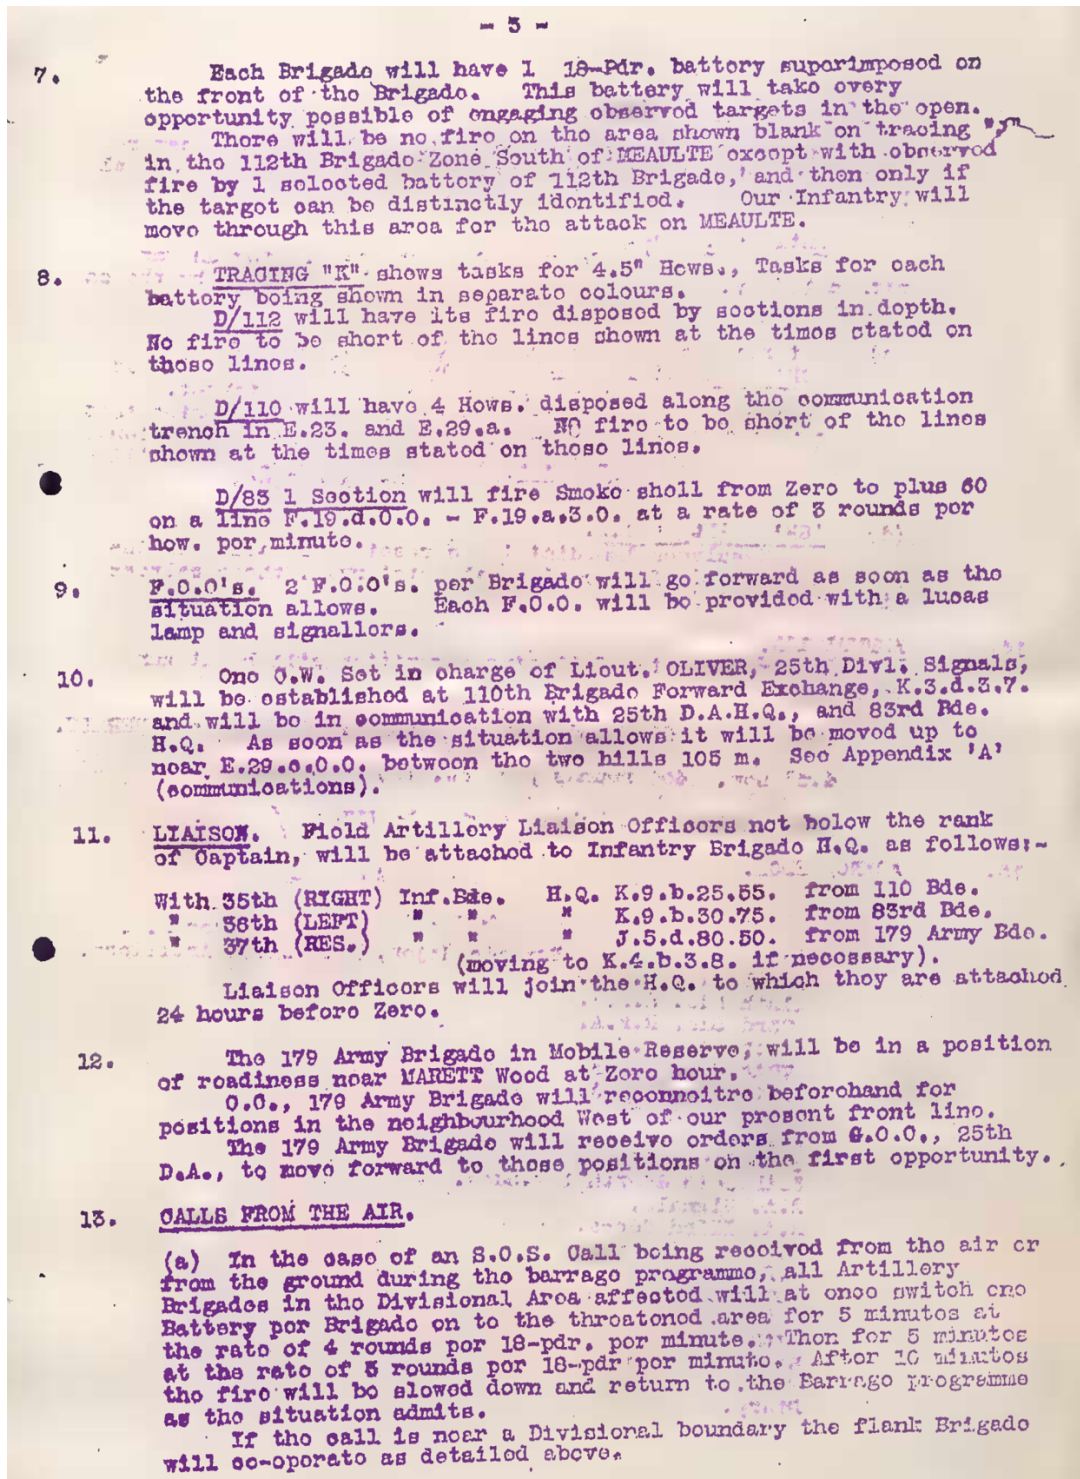 - 3 -
7. Each Brigade will have 1 18-Pdr. battery superimposed on
the front of the Brigade. This battery will take every
opportunity possible of engaging observed targets in the open.
There will be no fire on the area shown blank on tracing
in the 112th Brigade Zone South of MEAULTE except with observed
fire by 1 selected battery of 112th Brigade, and then only if
the target can be distinctly identified. Our Infantry will
move through this area for the attack on MEAULTE.
8. TRACING "K" shows tasks for 4.5" Hows., Tasks for each
battery being shown in separate colours.
D/112 will have its fire disposed by sections in depth.
No fire to be short of the lines shown at the times stated on
those lines.
D/110 will have 4 Hows. disposed along the communication
trench in E.23. and E.29.a. NO fire to be short of the lines
shown at the times stated on those lines.
D/83 1 Section will fire Smoke shell from Zero to plus 60
on a line F.19.d.0.0. - F.19.a.3.0. at a rate of 3 rounds per
how. per minute.
9. F.O.O's. 2 F.O.O's. per Brigade will go forward as soon as the
situation allows. Each F.O.O. will be provided with a lucas
lamp and signallers.
10. One C.W. Set in charge of Lieut. OLIVER, 25th Divl. Signals,
will be established at 110th Brigade Forward Exchange, K.3.d.3.7.
and will be in communication with 25th D.A.H.Q., and 83rd Bde.
H.Q. As soon as the situation allows it will be moved up to
near E.29.c.0.0. between the two hills 105 m. See Appendix 'A'
(communications).
11. LIAISON. Field Artillery Liaison Officers not below the rank
of Captain, will be attached to Infantry Brigade H.Q. as follows:-
With 35th (RIGHT) Inf.Bde. H.Q. K.9.b.25.55. from 110 Bde.
" 36th (LEFT) " " " K.9.b.30.75. from 83rd Bde.
" 37th (RES.) " " " J.5.d.80.50. from 179 Army Bde.
(moving to K.4.b.3.8. if necessary).
Liaison Officers will join the H.Q. to which they are attached
24 hours before Zero.
12. The 179 Army Brigade in Mobile Reserve, will be in a position
of readiness near MARETT Wood at Zero hour.
O.C., 179 Army Brigade will reconnoitre beforehand for
positions in the neighbourhood West of our present front line.
The 179 Army Brigade will receive orders from G.O.C., 25th
D.A., to move forward to these positions on the first opportunity.
13. CALLS FROM THE AIR.
(a) In the case of an S.O.S. Call being received from the air or
from the ground during the barrage programme, all Artillery
Brigades in the Divisional Area affected will at once switch one
Battery per Brigade on to the threatened area for 5 minutes at
the rate of 4 rounds per 18-pdr. per minute. Then for 5 minutes
at the rate of 3 rounds per 18-pdr per minute. After 10 minutes
the fire will be slowed down and return to the Barrage programme
as the situation admits.
If the call is near a Divisional boundary the flank Brigade
will co-operate as detailed above.